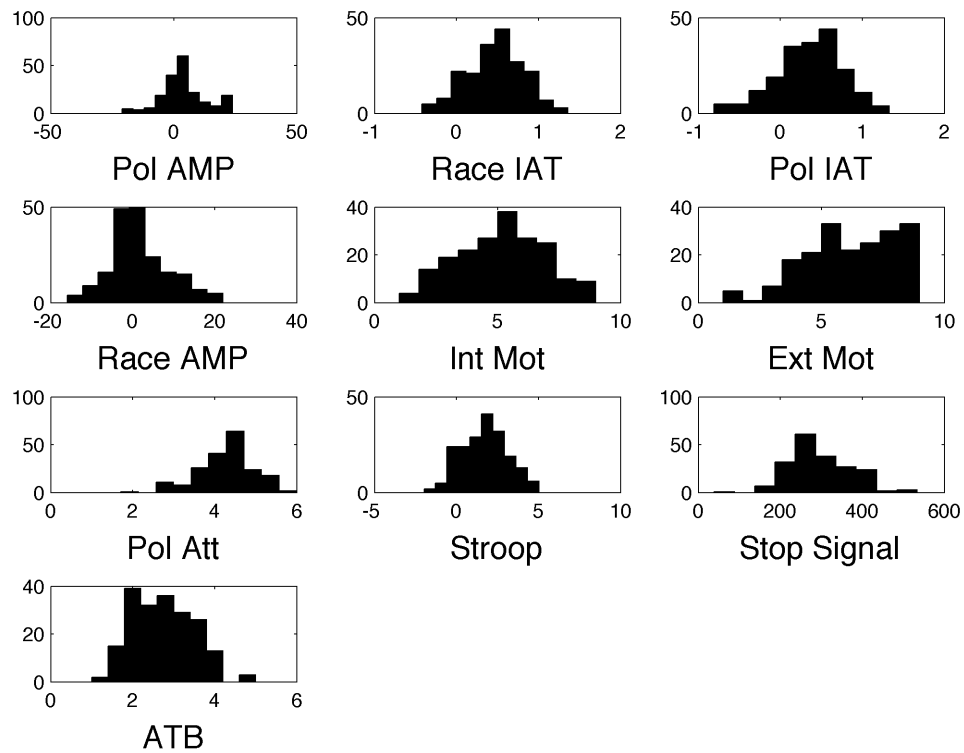 100
50
0
-50 0 50
Pol AMP
50
0
-1 0 1 2
Race IAT
50
0
-1 0 1 2
Pol IAT
50
0
-20 0 20 40
Race AMP
40
20
0
0 5 10
Int Mot
40
20
0
0 5 10
Ext Mot
100
50
0
0 2 4 6
Pol Att
50
0
-5 0 5 10
Stroop
100
50
0
0 200 400 600
Stop Signal
40
20
0
0 2 4 6
ATB